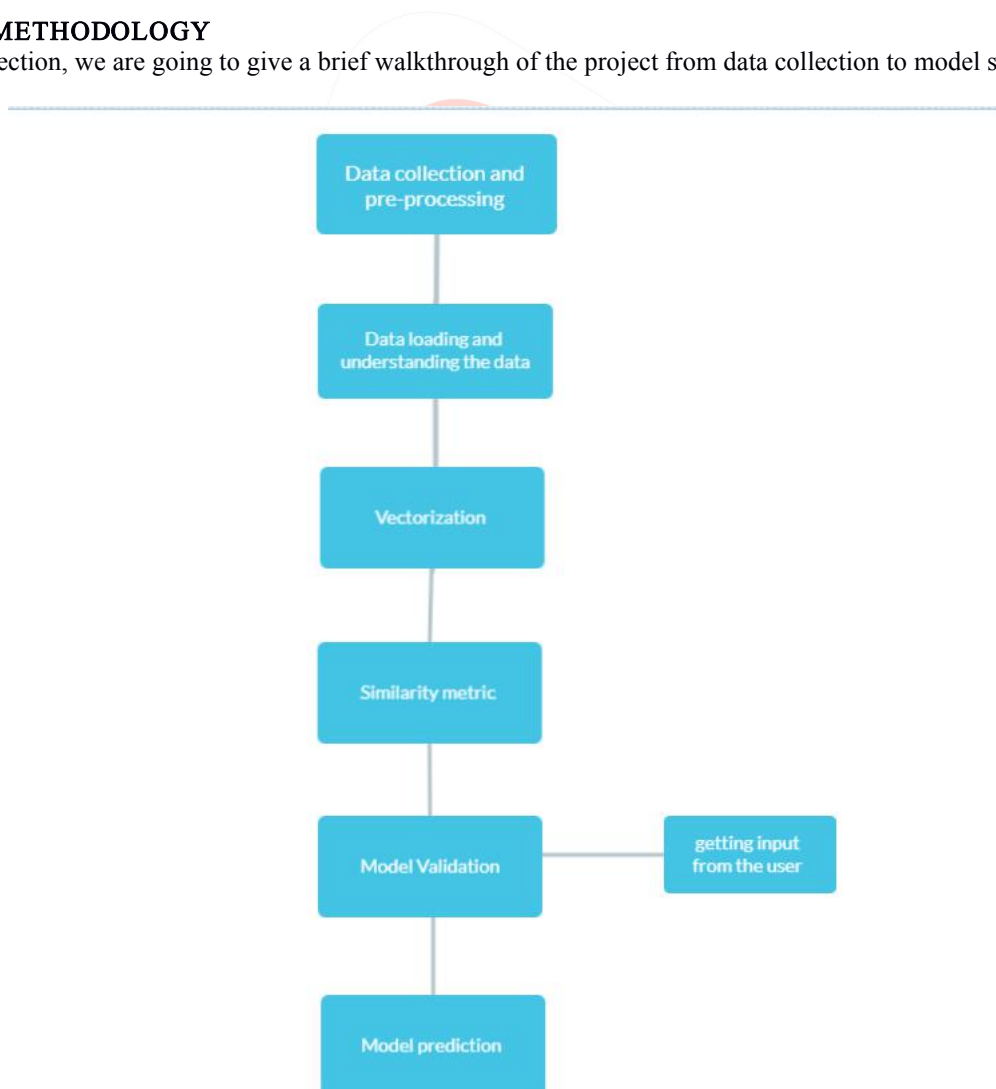 METHODOLOGY
ection, we are going to give a brief walkthrough of the project from data collection to model s
Data collection and
pre-processing
Data loading and
understanding the data
Vectorization
Similarity metric
Model Validation
getting input
from the user
Model prediction